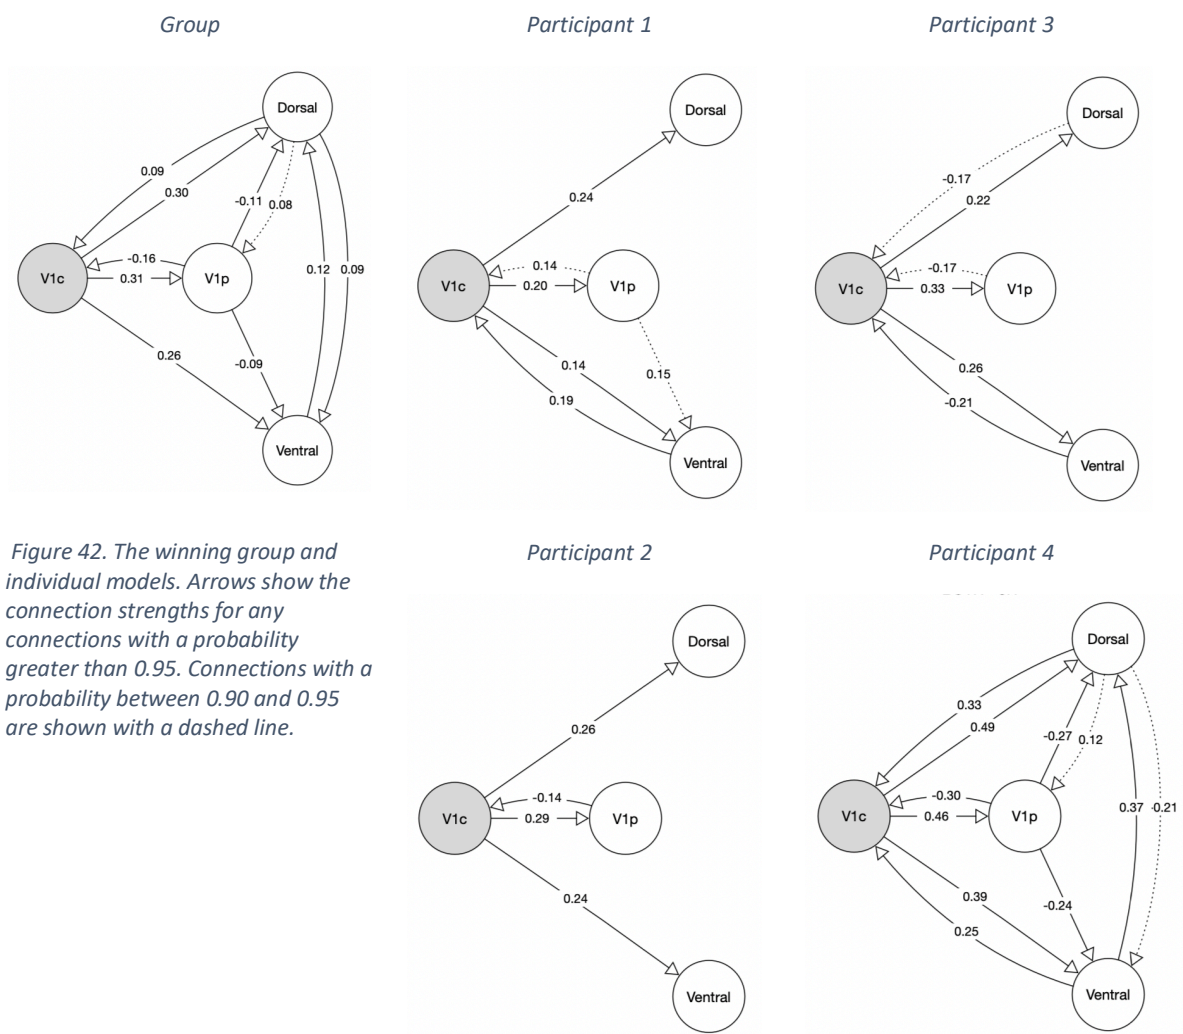 Group
Participant 1
Participant 3
Dorsal
0.09
0.30
-0.11
0.08
V1c
-0.16
0.31
V1p
0.12
0.09
0.26
-0.09
Ventral
Dorsal
0.24
V1c
0.14
0.20
V1p
0.14
0.15
0.19
Ventral
Dorsal
-0.17
0.22
V1c
-0.17
0.33
V1p
0.26
-0.21
Ventral
Figure 42. The winning group and
individual models. Arrows show the
connection strengths for any
connections with a probability
greater than 0.95. Connections with a
probability between 0.90 and 0.95
are shown with a dashed line.
Participant 2
Participant 4
Dorsal
0.26
V1c
-0.14
0.29
V1p
0.24
Ventral
Dorsal
0.33
0.49
-0.27
0.12
V1c
-0.30
0.46
V1p
0.37
0.39
-0.24
0.25
Ventral